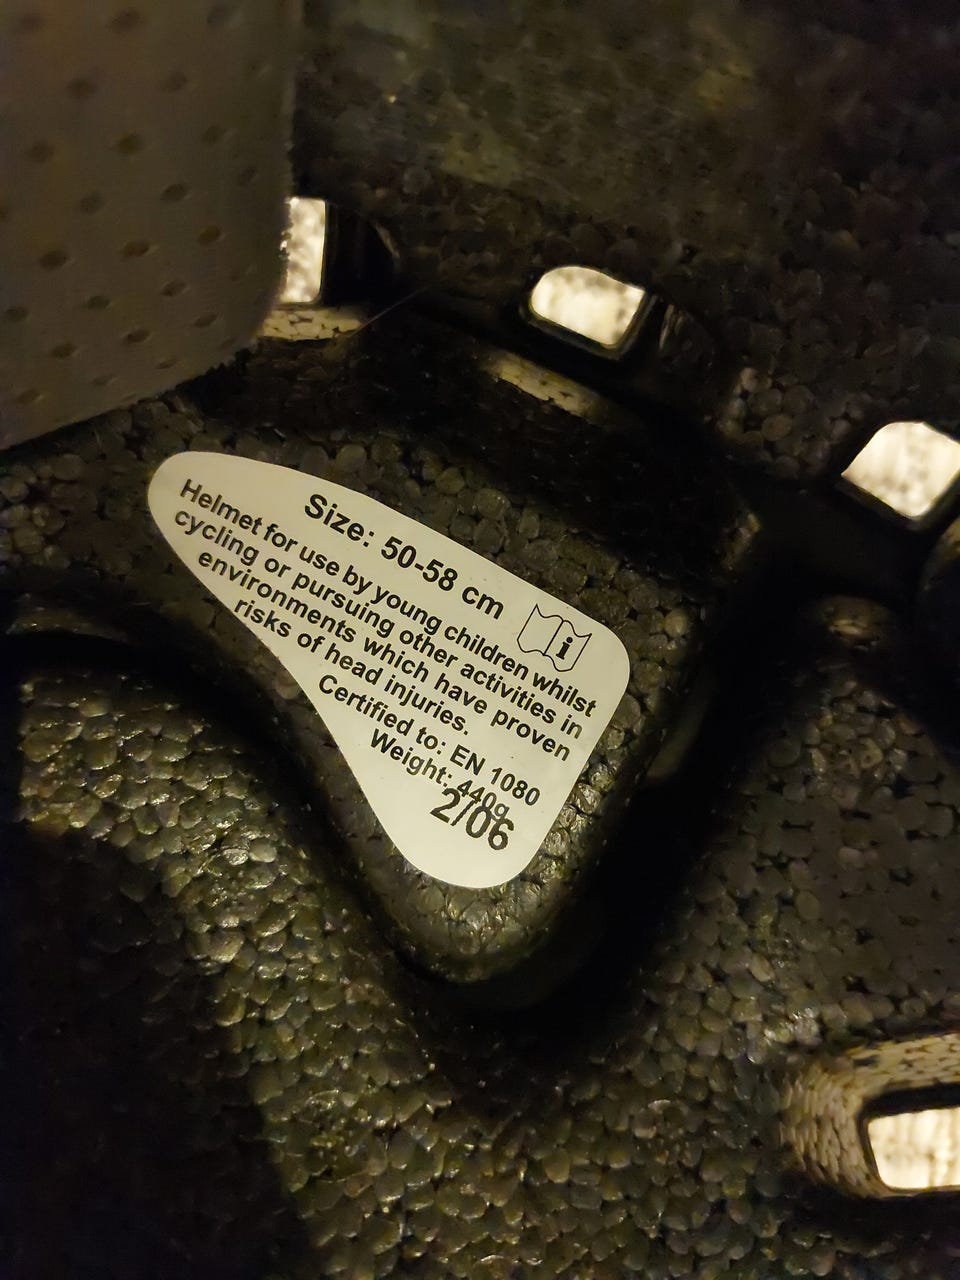 Size: 50-58 cm
Helmet for use by young children whilst
cycling or pursuing other activities in
environments which have proven
risks of head injuries.
Certified to: EN 1080
Weight: 440g
2/06